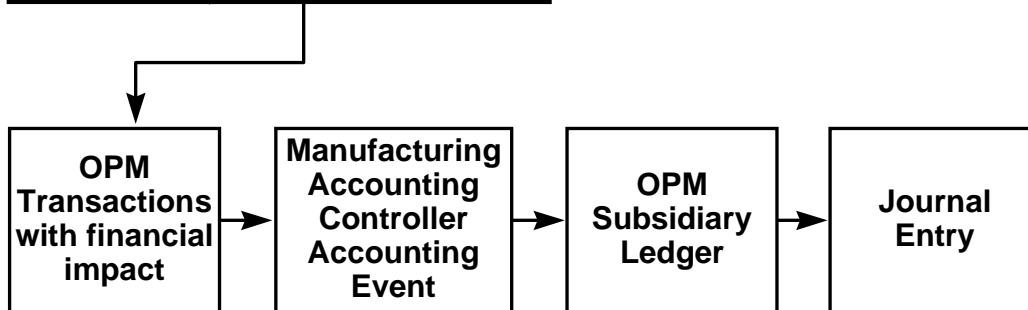 OPM
Transactions
with financial
impact
Manufacturing
Accounting
Controller
Accounting
Event
OPM
Subsidiary
Ledger
Journal
Entry